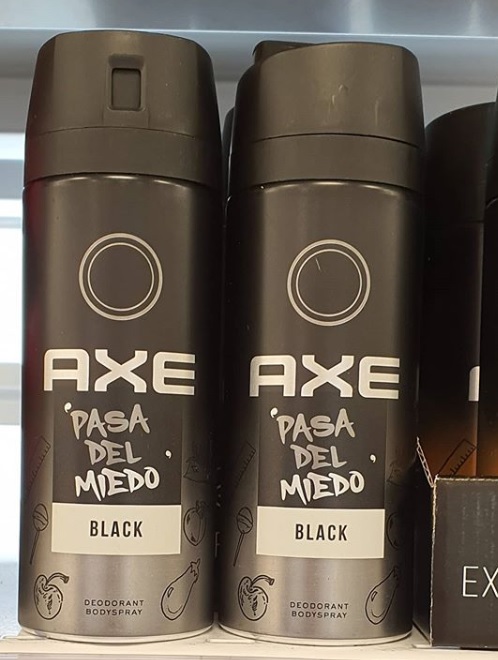 AXE
'PASA
DEL
MIEDO'
BLACK
DEODORANT
BODYSPRAY
AXE
'PASA
DEL
MIEDO'
BLACK
DEODORANT
BODYSPRAY
EX